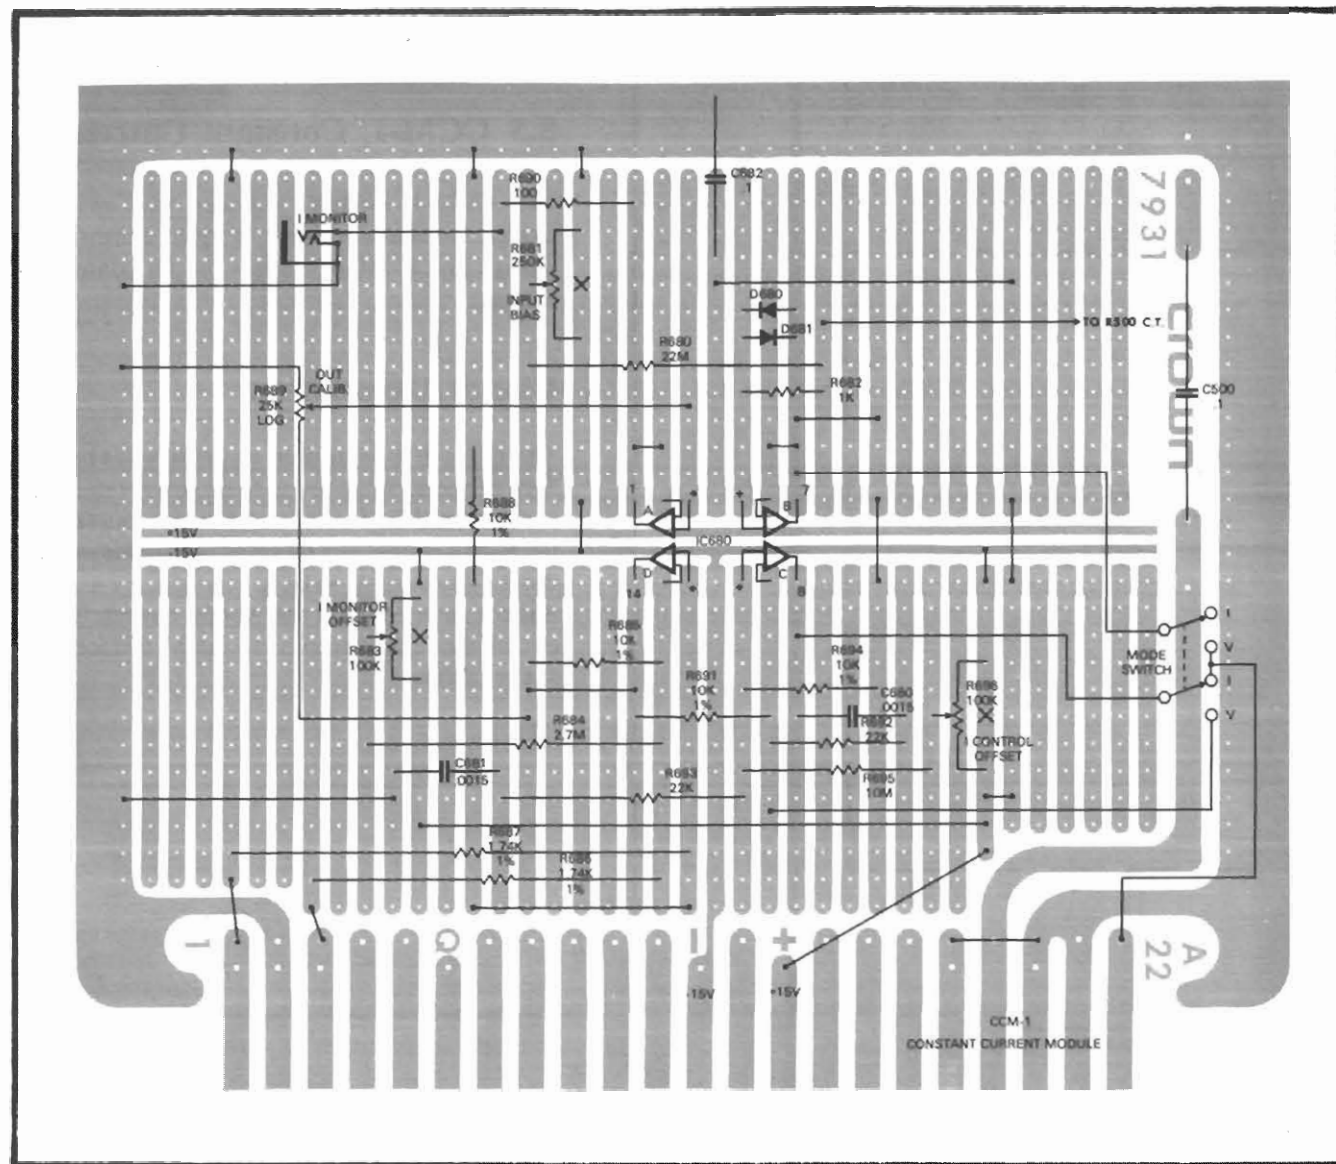 C682
.1
R690
100
7931
I MONITOR
R681
250K
INPUT
BIAS
D680
TO R500 C.T.
D681
crown
R680
22M
R689
25K
LOG
OUT
CALIB.
R682
1K
C500
.1
R688
10K
1%
1
A
+
+
B
7
+15V
IC680
-15V
D
C
14
+
+
8
I MONITOR
OFFSET
R683
100K
R685
10K
1%
R694
10K
1%
I
MODE
SWITCH
V
I
V
R691
10K
1%
C680
.0015
R696
100K
R684
2.7M
R692
22K
I CONTROL
OFFSET
C681
.0015
R693
22K
R695
10M
R687
1.74K
1%
R686
1.74K
1%
1
Q
-
+
A
22
-15V
+15V
CCM-1
CONSTANT CURRENT MODULE